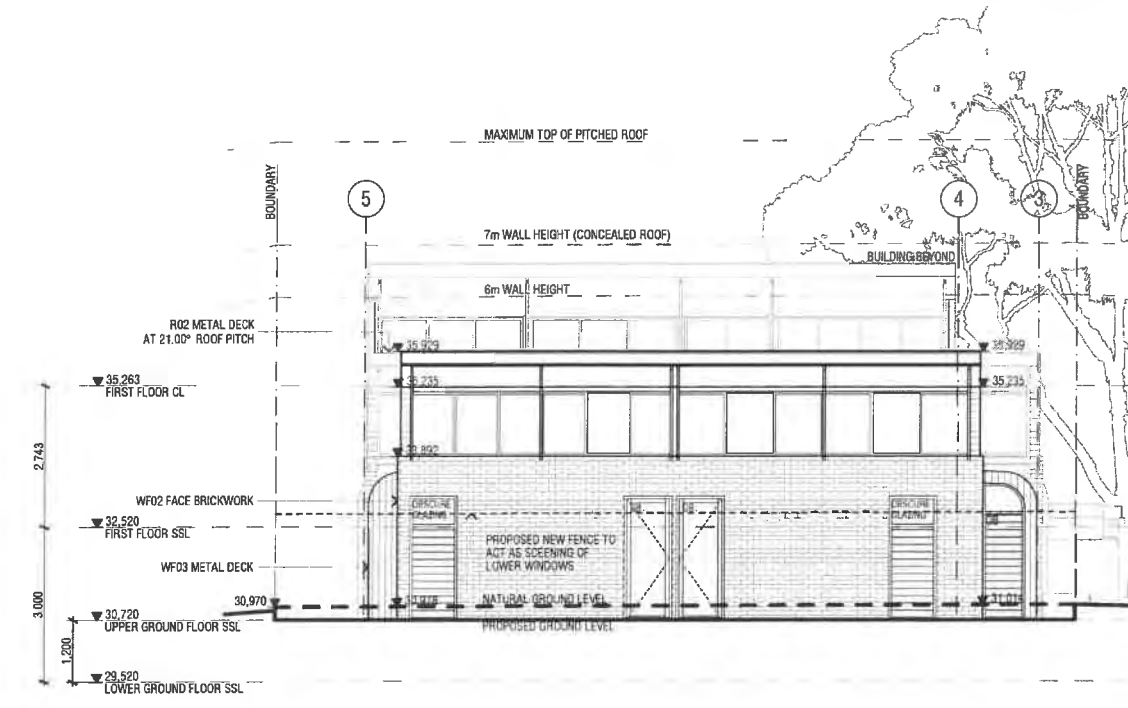 MAXIMUM TOP OF PITCHED ROOF
BOUNDARY
5
4
3
BOUNDARY
7m WALL HEIGHT (CONCEALED ROOF)
BUILDING BEYOND
6m WALL HEIGHT
R02 METAL DECK
AT 21.00° ROOF PITCH
35,929
35,263
FIRST FLOOR CL
35,235
35,235
2,743
33,892
WF02 FACE BRICKWORK
OBSCURE
GLAZING
OBSCURE
GLAZING
32,520
FIRST FLOOR SSL
PROPOSED NEW FENCE TO
ACT AS SCEENING OF
LOWER WINDOWS
WF03 METAL DECK
3,000
30,970
NATURAL GROUND LEVEL
31,014
30,720
UPPER GROUND FLOOR SSL
PROPOSED GROUND LEVEL
1,200
29,520
LOWER GROUND FLOOR SSL